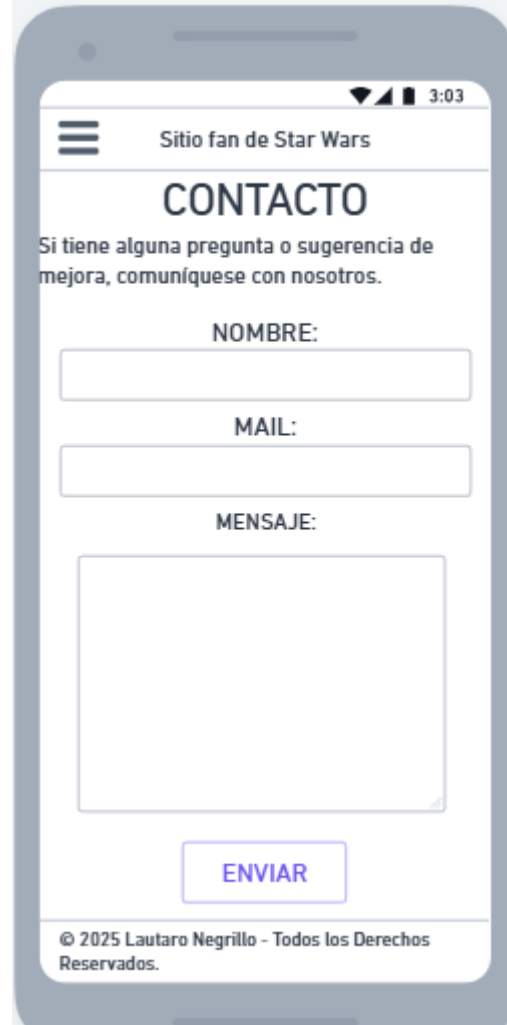 3:03
Sitio fan de Star Wars
CONTACTO
Si tiene alguna pregunta o sugerencia de
mejora, comuníquese con nosotros.
NOMBRE:
MAIL:
MENSAJE:
ENVIAR
© 2025 Lautaro Negrillo - Todos los Derechos
Reservados.